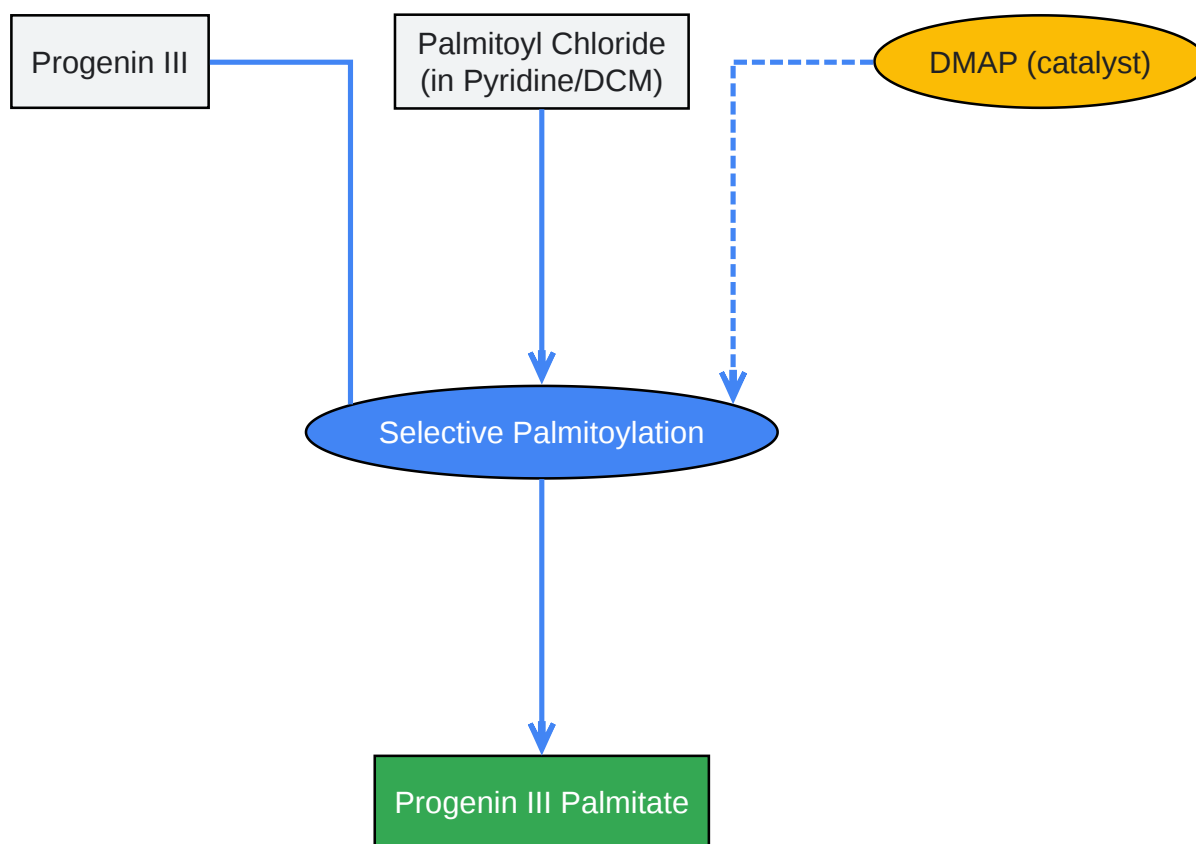 Progenin III
Palmitoyl Chloride
(in Pyridine/DCM)
DMAP (catalyst)
Selective Palmitoylation
Progenin III Palmitate